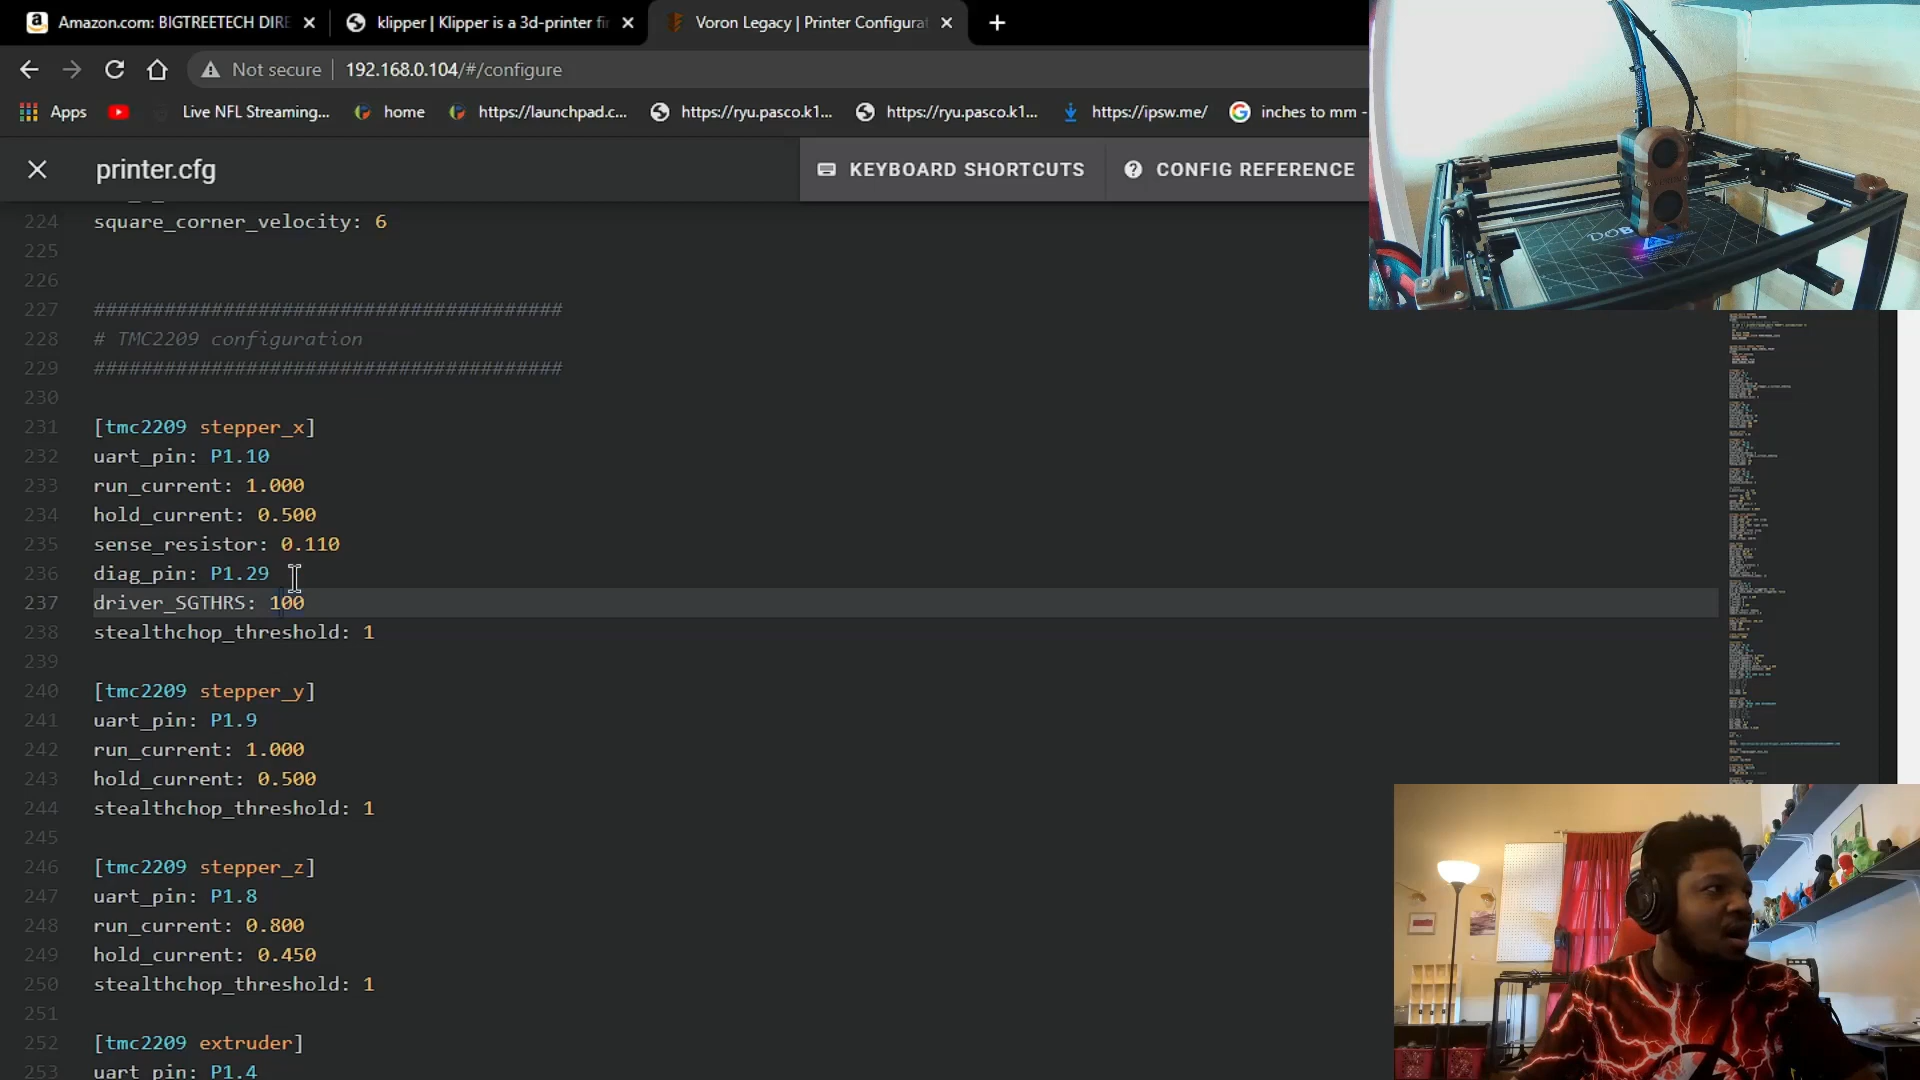 Amazon.com: BIGTREETECH DIRE
klipper | Klipper is a 3d-printer fi
Voron Legacy | Printer Configurat
Not secure 192.168.0.104/#/configure
Apps
Live NFL Streaming...
home
https://launchpad.c...
https://ryu.pasco.k1...
https://ryu.pasco.k1...
https://ipsw.me/
inches to mm -
printer.cfg
KEYBOARD SHORTCUTS
CONFIG REFERENCE
224 square_corner_velocity: 6
225
226
227 ########################################
228 # TMC2209 configuration
229 ########################################
230
231 [tmc2209 stepper_x]
232 uart_pin: P1.10
233 run_current: 1.000
234 hold_current: 0.500
235 sense_resistor: 0.110
236 diag_pin: P1.29
237 driver_SGTHRS: 100
238 stealthchop_threshold: 1
239
240 [tmc2209 stepper_y]
241 uart_pin: P1.9
242 run_current: 1.000
243 hold_current: 0.500
244 stealthchop_threshold: 1
245
246 [tmc2209 stepper_z]
247 uart_pin: P1.8
248 run_current: 0.800
249 hold_current: 0.450
250 stealthchop_threshold: 1
251
252 [tmc2209 extruder]
253 uart_pin: P1.4